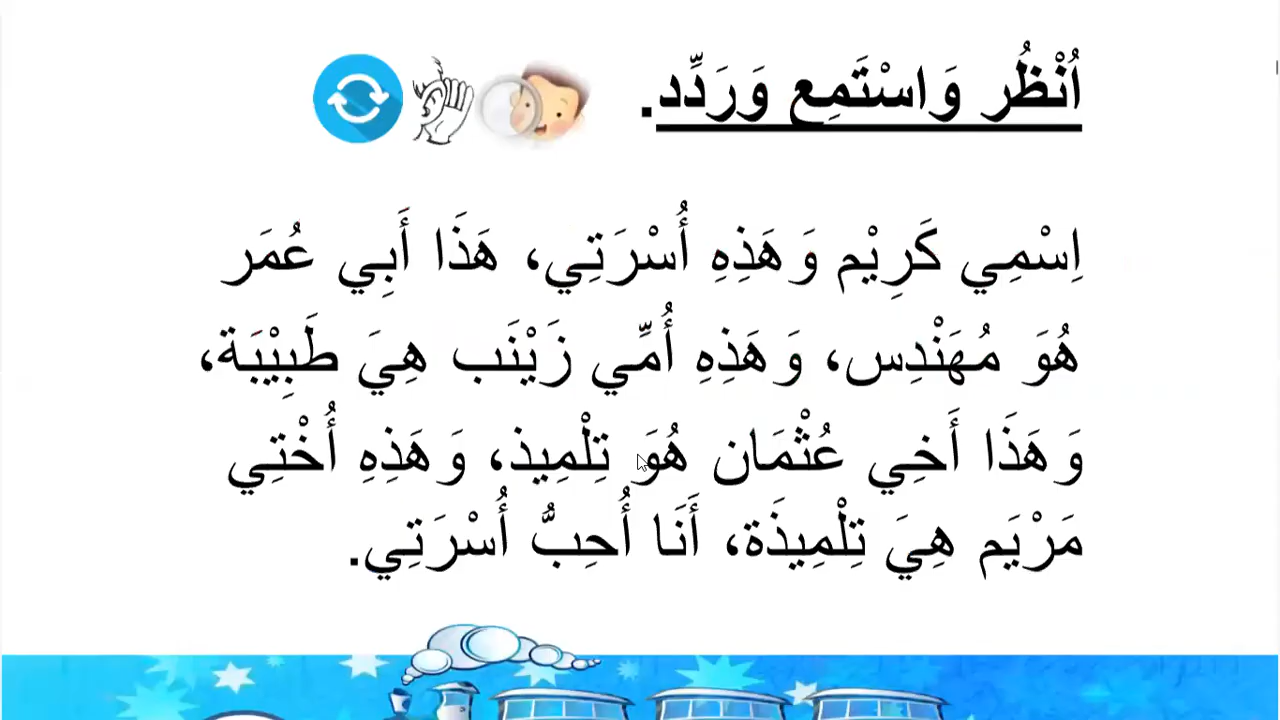 اُنْظُر وَاسْتَمِع وَرَدِّد.
اِسْمِي كَرِيْم وَهَذِهِ أُسْرَتِي، هَذَا أَبِي عُمَر
هُوَ مُهَنْدِس، وَهَذِهِ أُمِّي زَيْنَب هِيَ طَبِيْبَة،
وَهَذَا أَخِي عُثْمَان هُوَ تِلْمِيذ، وَهَذِهِ أُخْتِي
مَرْيَم هِيَ تِلْمِيذَة، أَنَا أُحِبُّ أُسْرَتِي.